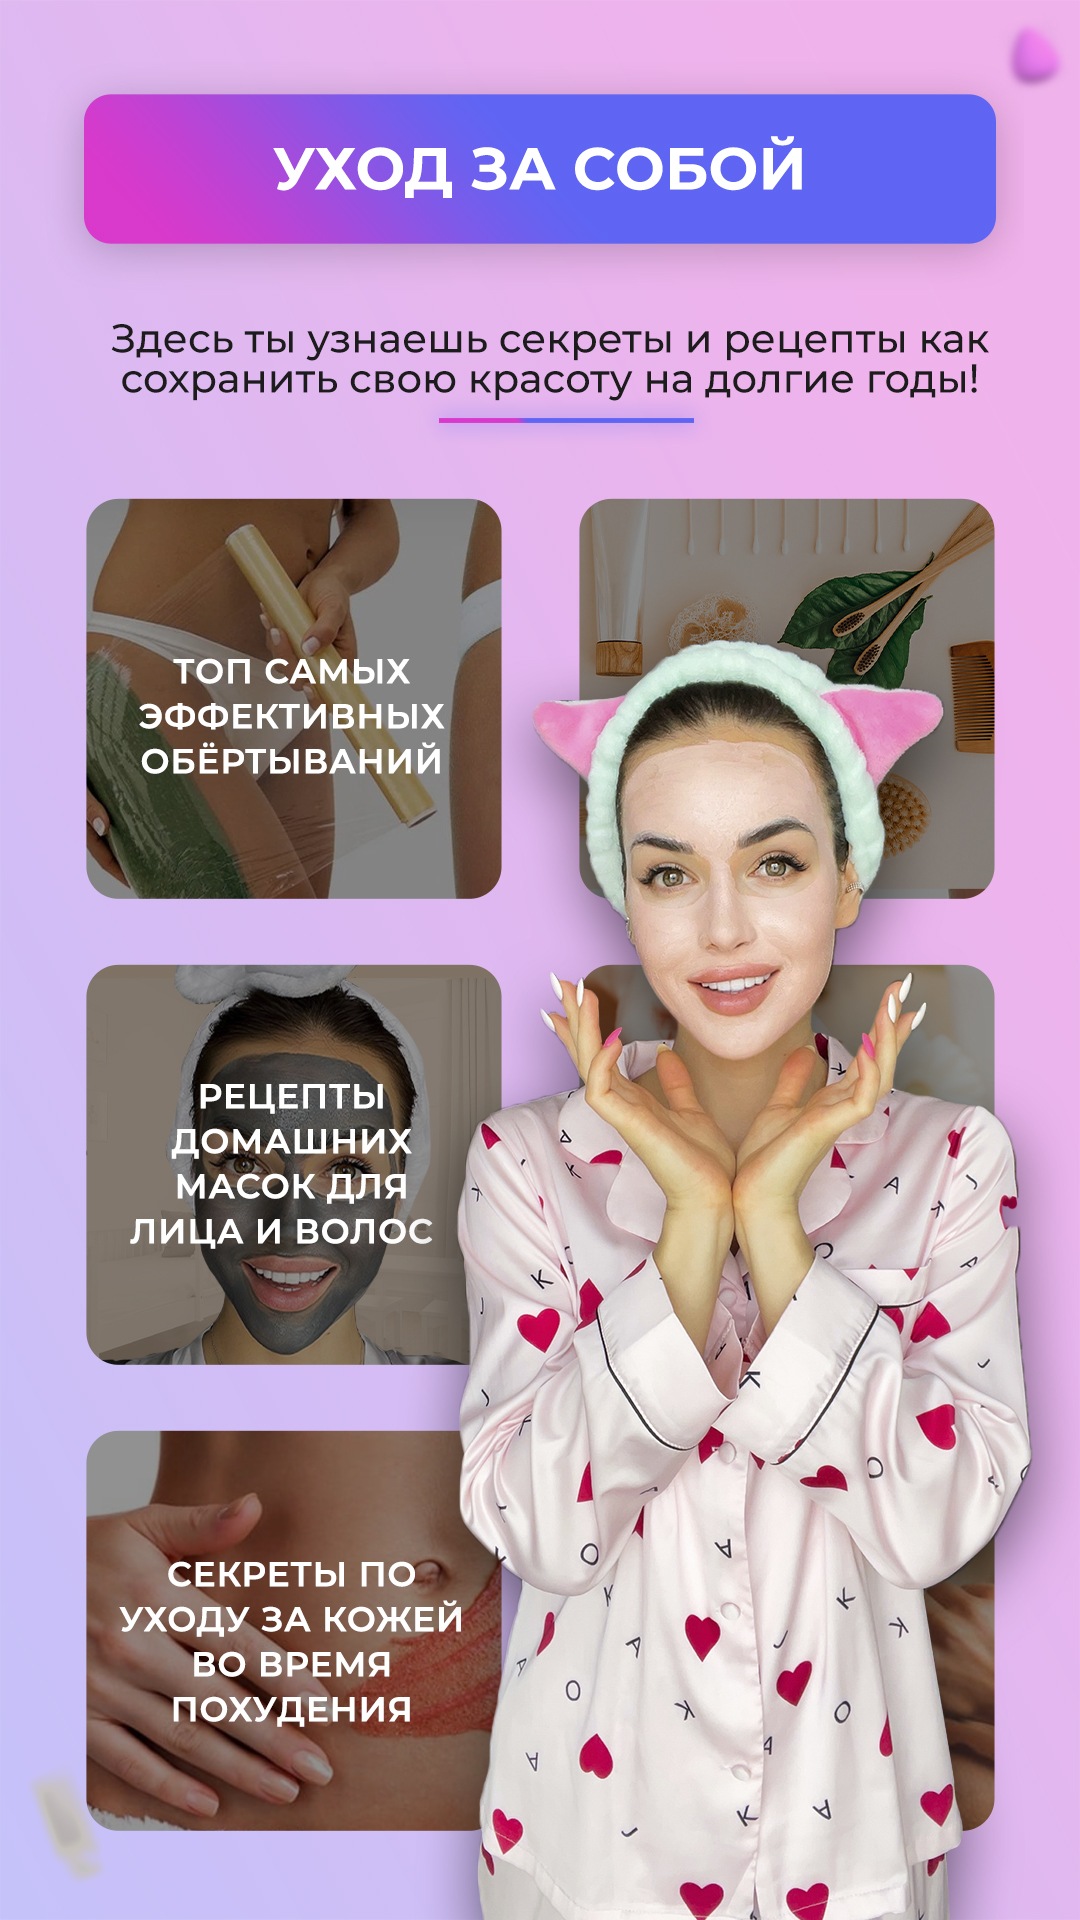 УХОД ЗА СОБОЙ
Здесь ты узнаешь секреты и рецепты как
сохранить свою красоту на долгие годы!
ТОП САМЫХ
ЭФФЕКТИВНЫХ
ОБЁРТЫВАНИЙ
РЕЦЕПТЫ
ДОМАШНИХ
МАСОК ДЛЯ
ЛИЦА И ВОЛОС
СЕКРЕТЫ ПО
УХОДУ ЗА КОЖЕЙ
ВО ВРЕМЯ
ПОХУДЕНИЯ